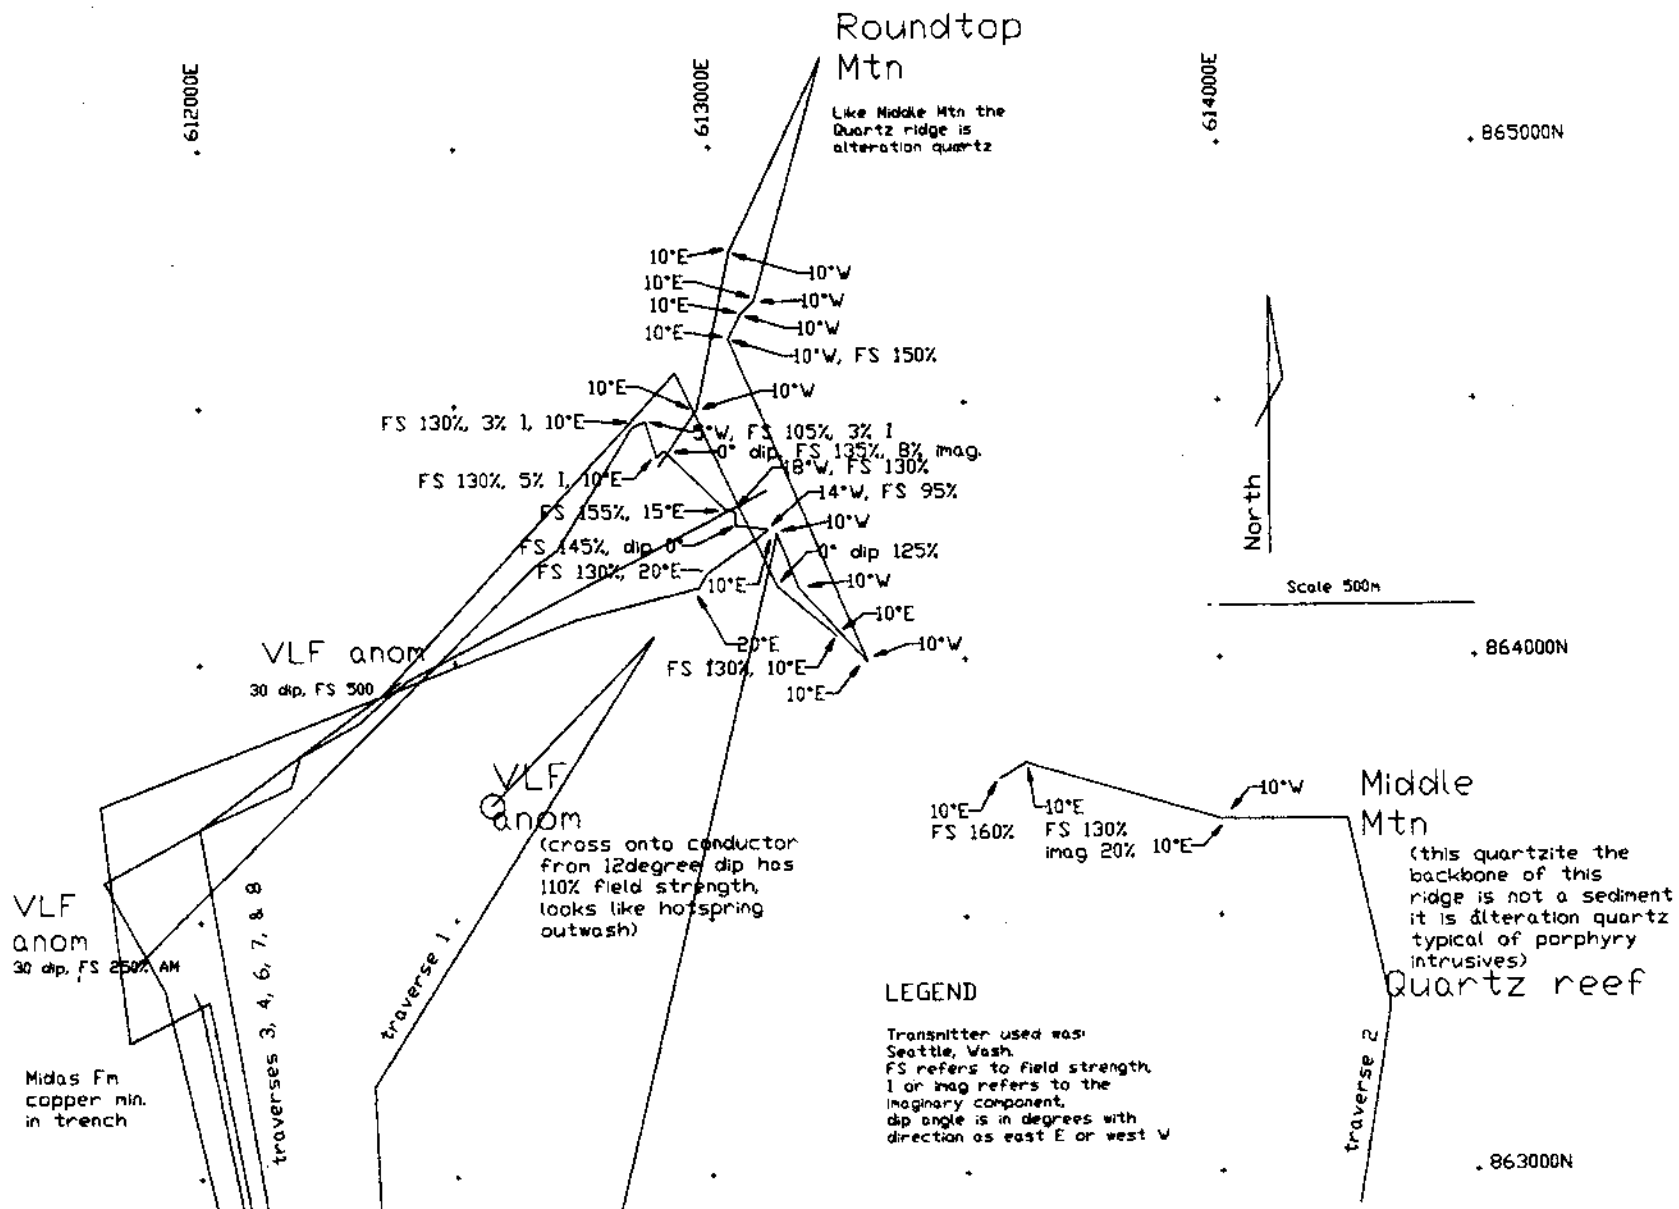 Roundtop
Mtn
Like Middle Mtn the
Quartz ridge is
alteration quartz
612000E
613000E
614000E
865000N
10°E
10°W
10°E
10°W
10°E
10°W
10°E
10°W, FS 150%
10°E
10°W
FS 130%, 3% I, 10°E
5°W, FS 105%, 3% I
0° dip, FS 135%, 8% imag.
FS 130%, 5% I, 10°E
18°W, FS 130%
14°W, FS 95%
FS 155%, 15°E
10°W
FS 145%, dip 0°
0° dip 125%
FS 130%, 20°E
10°E
10°W
10°E
20°E
10°W
FS 130%, 10°E
10°E
North
Scale 500m
864000N
VLF anom
30 dip, FS 500
VLF
anom
(cross onto conductor
from 12degree dip has
110% field strength,
looks like hotspring
outwash)
10°E
FS 160%
10°E
FS 130%
imag 20%
10°W
10°E
Middle
Mtn
(this quartzite the
backbone of this
ridge is not a sediment
it is alteration quartz
typical of porphyry
intrusives)
Quartz reef
VLF
anom
30 dip, FS 250% AM
traverses 3, 4, 6, 7, & 8
traverse 1
traverse 2
Midas Fm
copper min.
in trench
LEGEND
Transmitter used was:
Seattle, Wash.
FS refers to field strength,
I or imag refers to the
imaginary component,
dip angle is in degrees with
direction as east E or west W
863000N